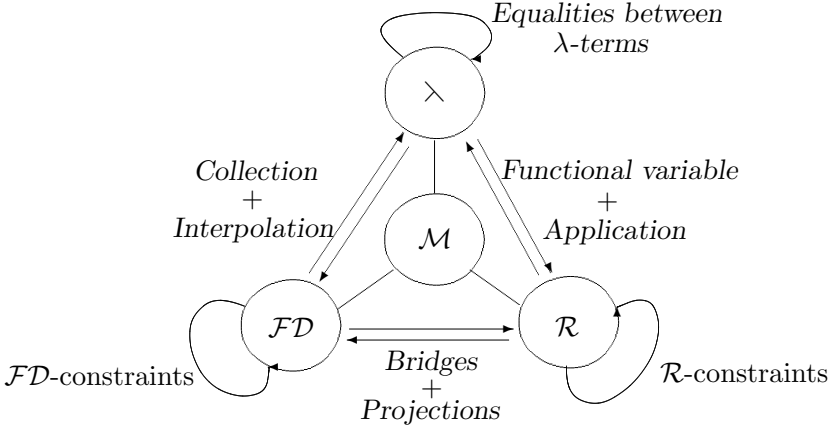 Equalities between
λ-terms
λ
Collection
+
Interpolation
Functional variable
+
Application
ℳ
ℱ𝒟
ℛ
ℱ𝒟-constraints
Bridges
+
Projections
ℛ-constraints